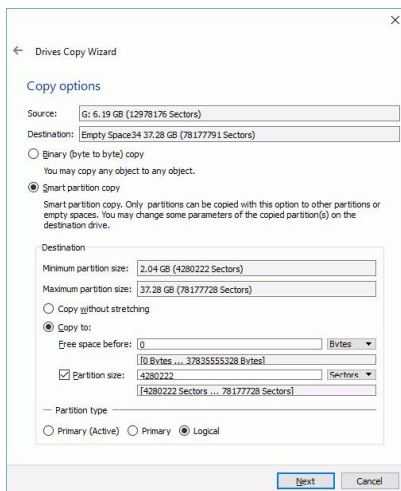 Drives Copy Wizard
Copy options
Source: G: 6.19 GB (12978176 Sectors)
Destination: Empty Space34 37.28 GB (78177791 Sectors)
Binary (byte to byte) copy
You may copy any object to any object.
Smart partition copy
Smart partition copy. Only partitions can be copied with this option to other partitions or
empty spaces. You may change some parameters of the copied partition(s) on the
destination drive.
Destination
Minimum partition size: 2.04 GB (4280222 Sectors)
Maximum partition size: 37.28 GB (78177728 Sectors)
Copy without stretching
Copy to:
Free space before: 0 Bytes
[0 Bytes ... 37835555328 Bytes]
Partition size: 4280222 Sectors
[4280222 Sectors ... 78177728 Sectors]
Partition type
Primary (Active) Primary Logical
Next Cancel